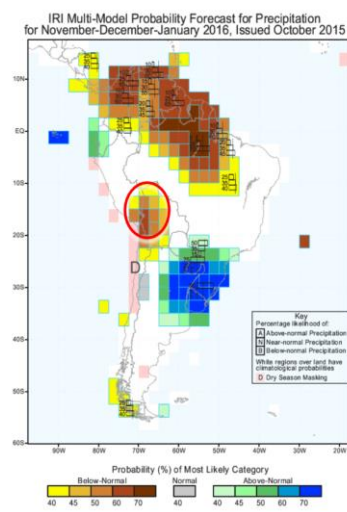 IRI Multi-Model Probability Forecast for Precipitation
for November-December-January 2016, Issued October 2015
10N
EQ
10S
20S
D
30S
40S
50S
60S
90W 80W 70W 60W 50W 40W 30W 20W
Key
Percentage likelihood of:
A Above-normal Precipitation
N Near-normal Precipitation
B Below-normal Precipitation
White regions over land have
climatological probabilities
D Dry Season Masking
Probability (%) of Most Likely Category
Below-Normal Normal Above-Normal
40 45 50 60 70 40 40 45 50 60 70